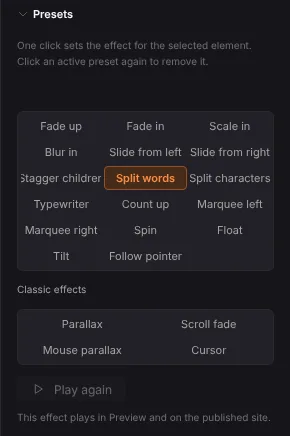 Presets
One click sets the effect for the selected element.
Click an active preset again to remove it.
Fade up Fade in Scale in
Blur in Slide from left Slide from right
Stagger children Split words Split characters
Typewriter Count up Marquee left
Marquee right Spin Float
Tilt Follow pointer
Classic effects
Parallax Scroll fade
Mouse parallax Cursor
Play again
This effect plays in Preview and on the published site.